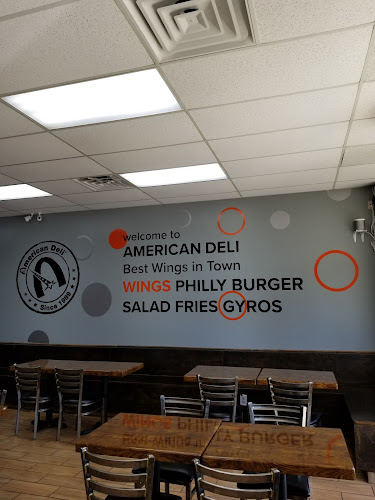 American Deli
Since 1989
welcome to
AMERICAN DELI
Best Wings in Town
WINGS PHILLY BURGER
SALAD FRIES GYROS